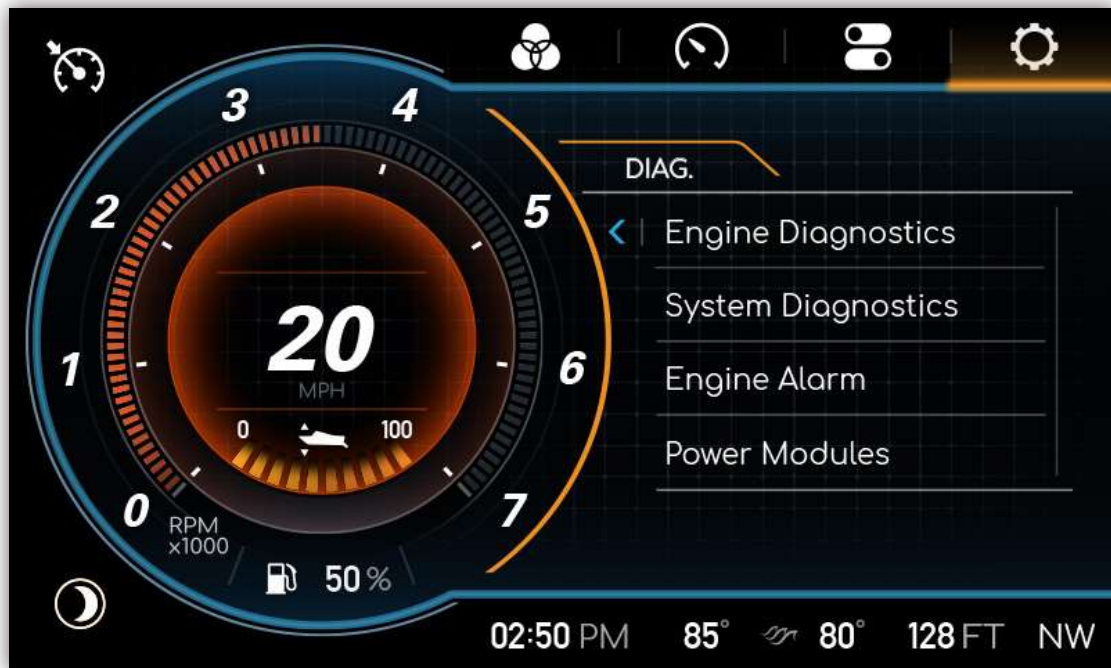 3 4
2 5
1 6
0 7
20
MPH
0 100
RPM
x1000
50 %
DIAG.
Engine Diagnostics
System Diagnostics
Engine Alarm
Power Modules
02:50 PM 85° 80° 128 FT NW